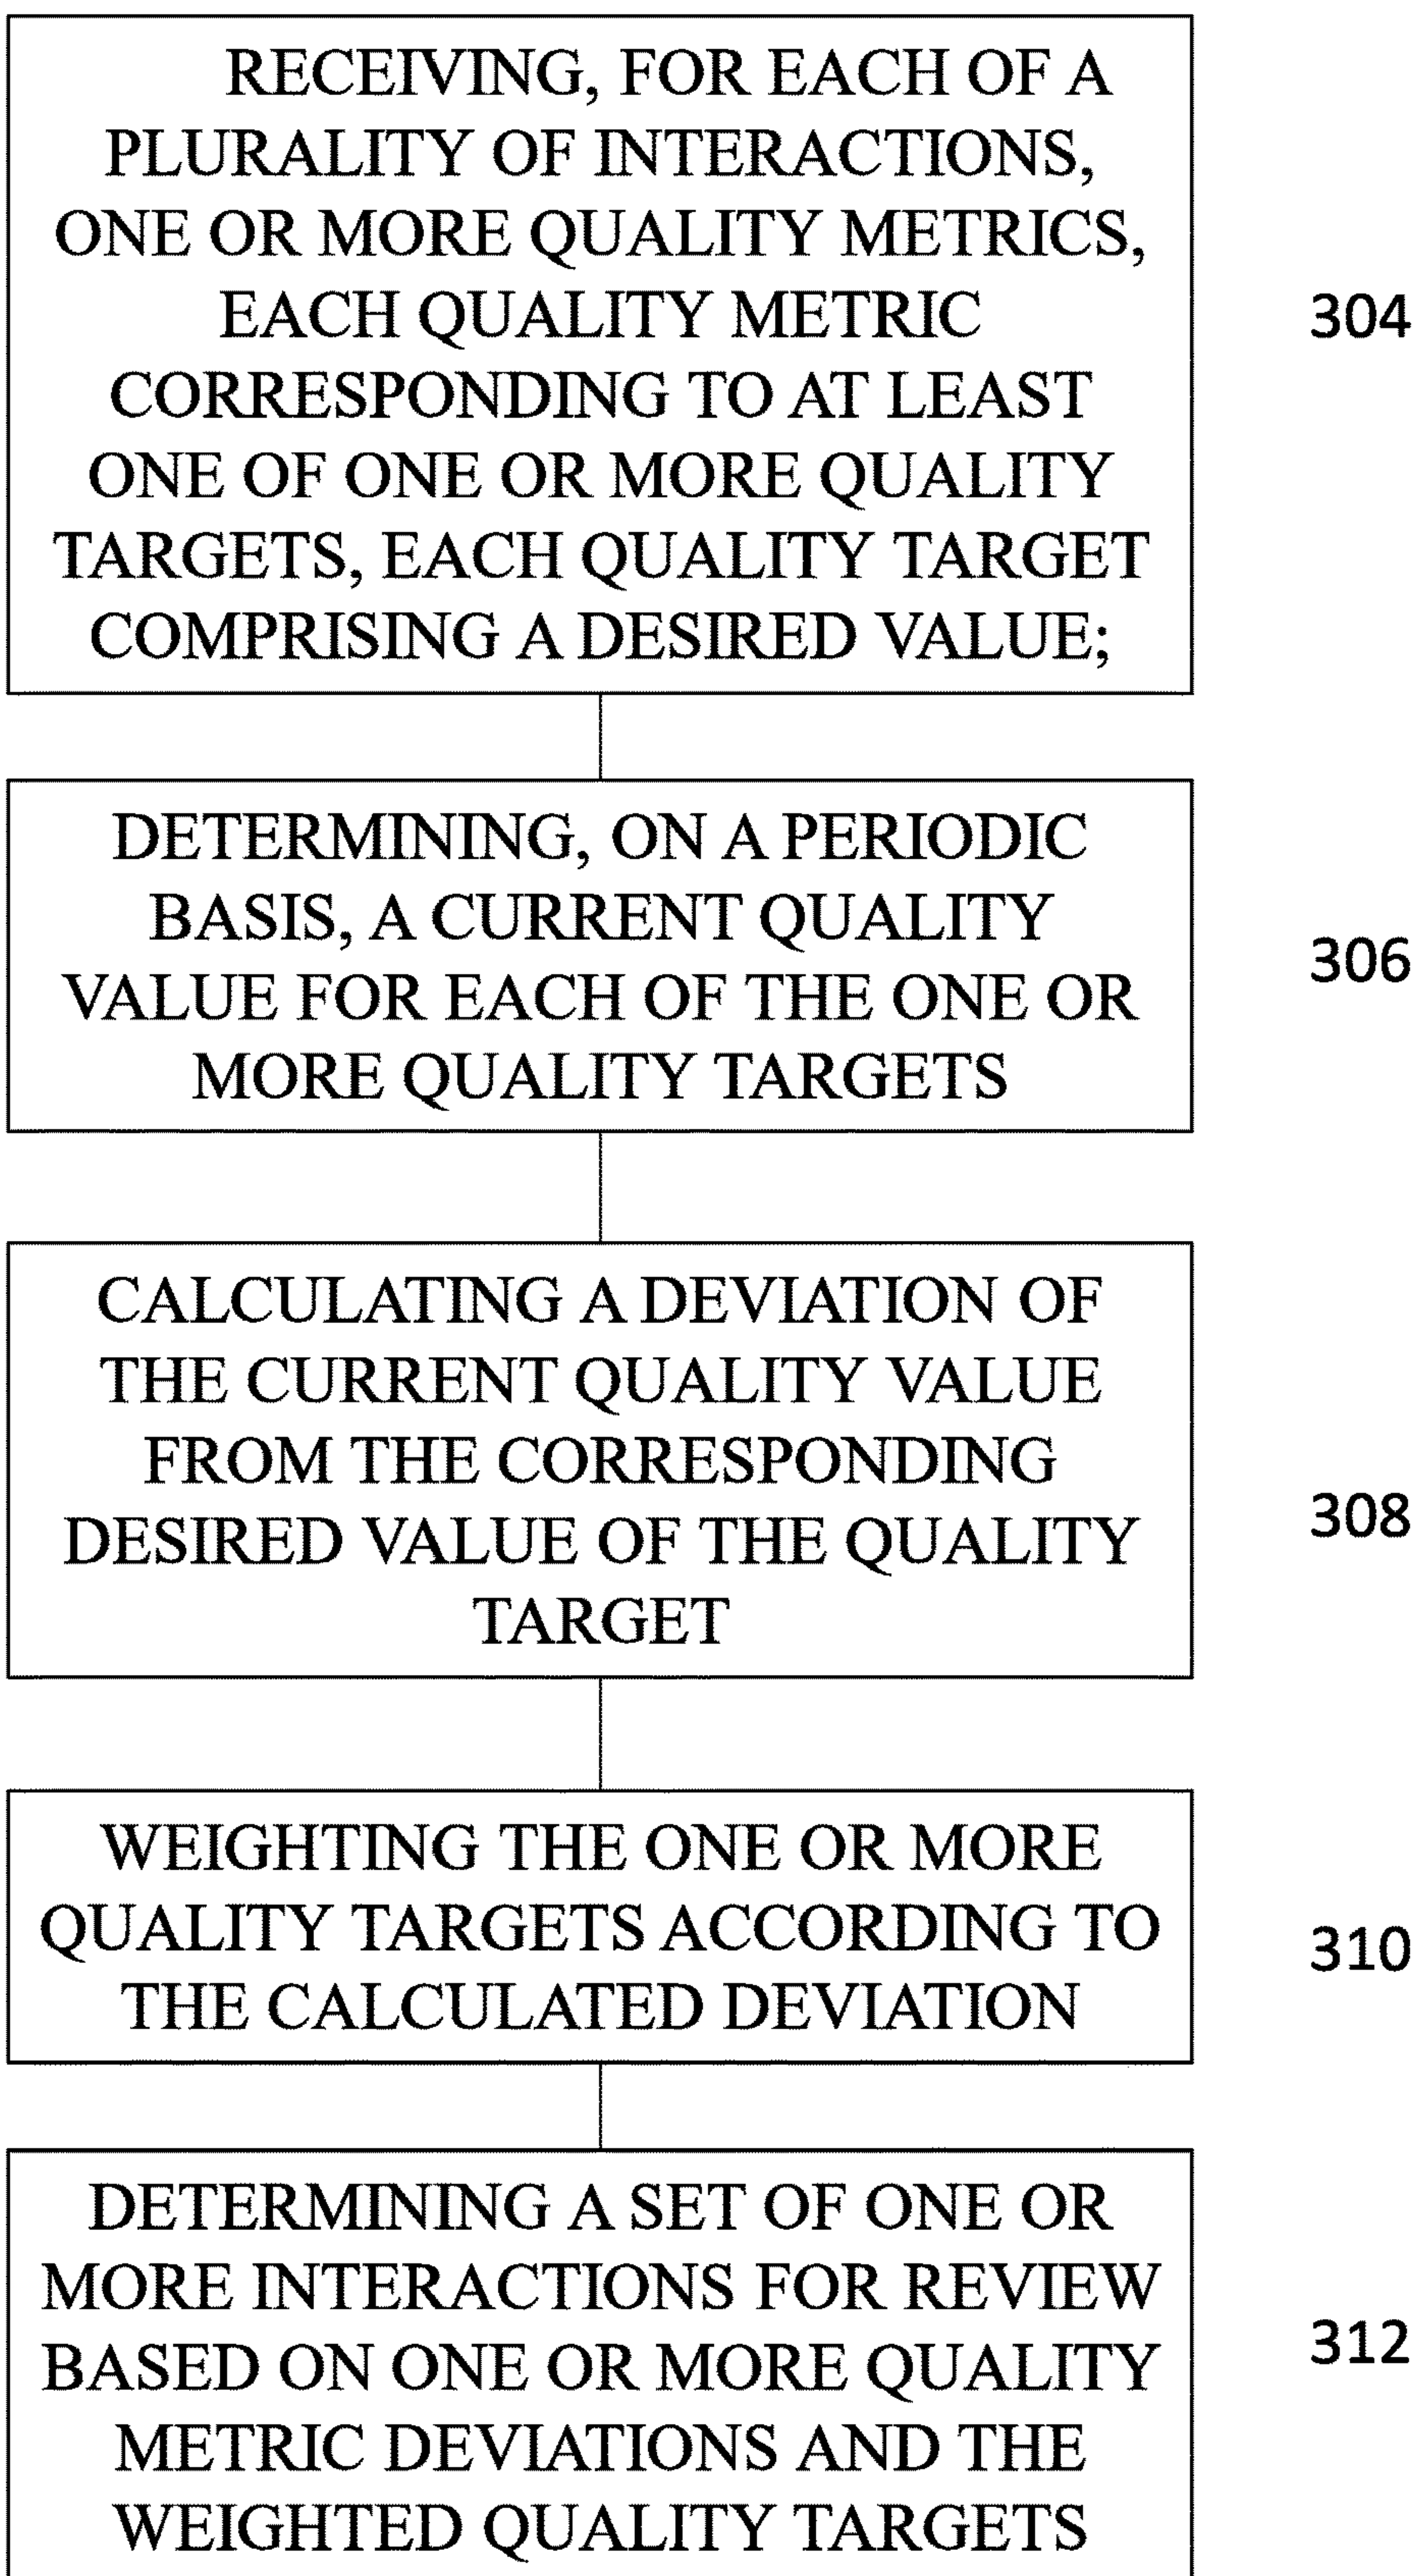 RECEIVING, FOR EACH OF A
PLURALITY OF INTERACTIONS,
ONE OR MORE QUALITY METRICS,
EACH QUALITY METRIC
CORRESPONDING TO AT LEAST
ONE OF ONE OR MORE QUALITY
TARGETS, EACH QUALITY TARGET
COMPRISING A DESIRED VALUE;
304
DETERMINING, ON A PERIODIC
BASIS, A CURRENT QUALITY
VALUE FOR EACH OF THE ONE OR
MORE QUALITY TARGETS
306
CALCULATING A DEVIATION OF
THE CURRENT QUALITY VALUE
FROM THE CORRESPONDING
DESIRED VALUE OF THE QUALITY
TARGET
308
WEIGHTING THE ONE OR MORE
QUALITY TARGETS ACCORDING TO
THE CALCULATED DEVIATION
310
DETERMINING A SET OF ONE OR
MORE INTERACTIONS FOR REVIEW
BASED ON ONE OR MORE QUALITY
METRIC DEVIATIONS AND THE
WEIGHTED QUALITY TARGETS
312